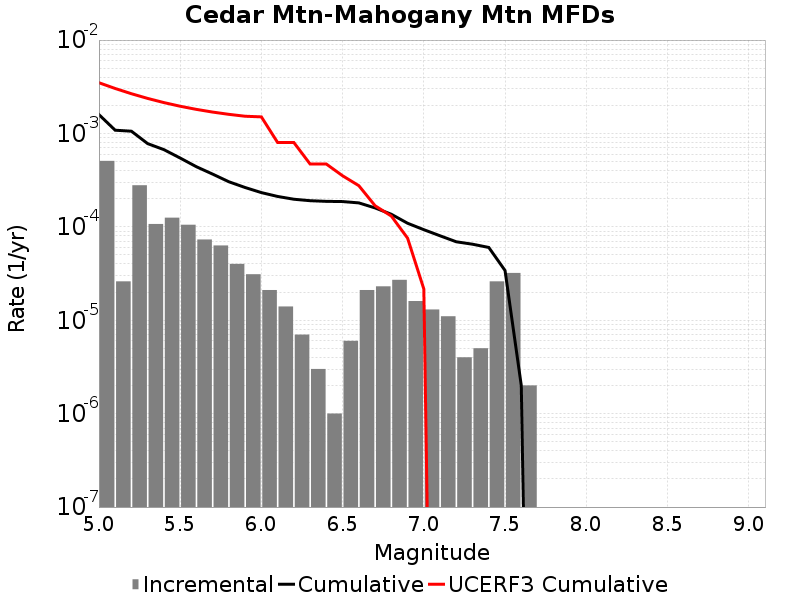 Cedar Mtn-Mahogany Mtn MFDs
10^-2
10^-3
10^-4
10^-5
10^-6
10^-7
Rate (1/yr)
5.0 5.5 6.0 6.5 7.0 7.5 8.0 8.5 9.0
Magnitude
Incremental Cumulative UCERF3 Cumulative